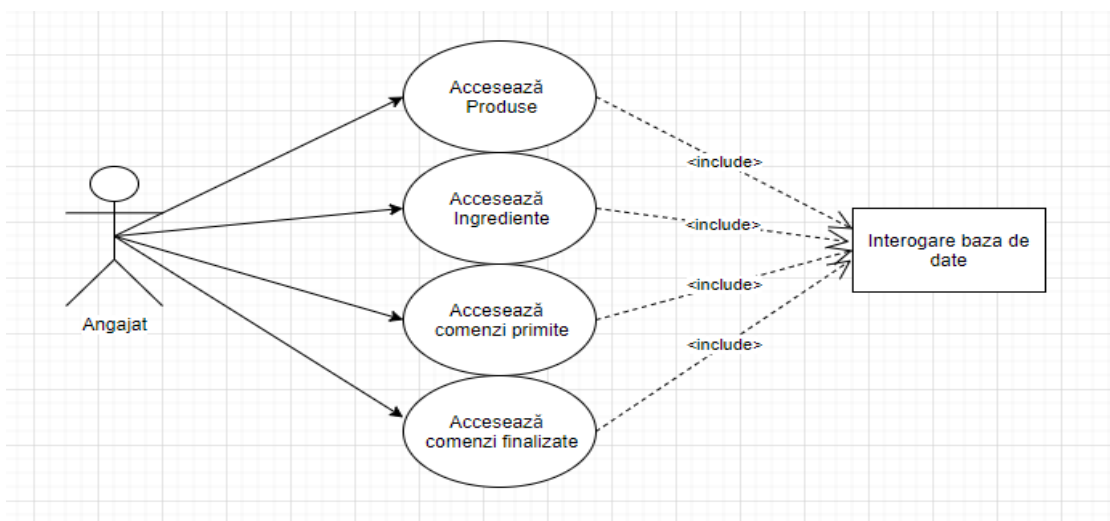 Accesează
Produse
<include>
Accesează
Ingrediente
<include>
Interogare baza de
date
Angajat
Accesează
comenzi primite
<include>
<include>
Accesează
comenzi finalizate